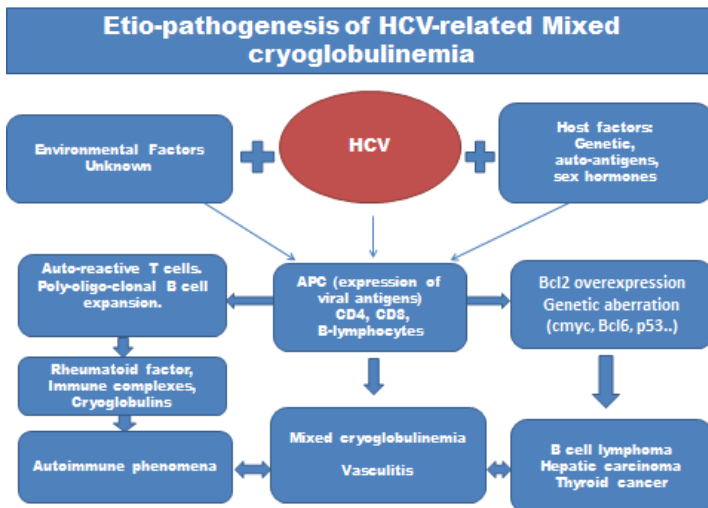 Etio-pathogenesis of HCV-related Mixed
cryoglobulinemia
Environmental Factors
Unknown
HCV
Host factors:
Genetic,
auto-antigens,
sex hormones
Auto-reactive T cells.
Poly-oligo-clonal B cell
expansion.
APC (expression of
viral antigens)
CD4, CD8,
B-lymphocytes
Bcl2 overexpression
Genetic aberration
(cmyc, Bcl6, p53..)
Rheumatoid factor,
Immune complexes,
Cryoglobulins
Autoimmune phenomena
Mixed cryoglobulinemia
Vasculitis
B cell lymphoma
Hepatic carcinoma
Thyroid cancer